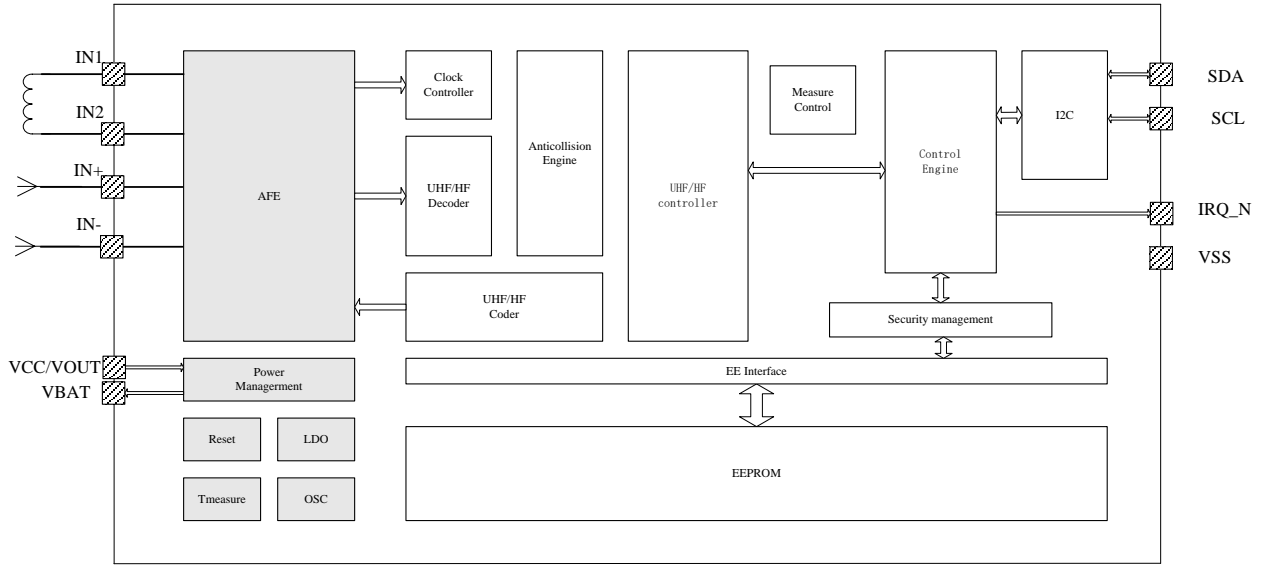 IN1
IN2
IN+
IN-
VCC/VOUT
VBAT
AFE
Power
Managerment
Reset
LDO
Tmeasure
OSC
Clock
Controller
UHF/HF
Decoder
Anticollision
Engine
UHF/HF
Coder
UHF/HF
controller
Measure
Control
Control
Engine
I2C
Security management
EE Interface
EEPROM
SDA
SCL
IRQ_N
VSS